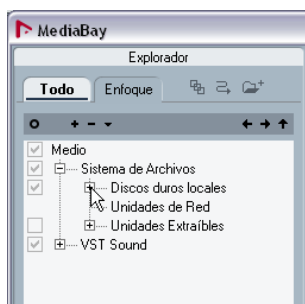 MediaBay
Explorador
Todo Enfoque
Medio
Sistema de Archivos
Discos duros locales
Unidades de Red
Unidades Extraíbles
VST Sound